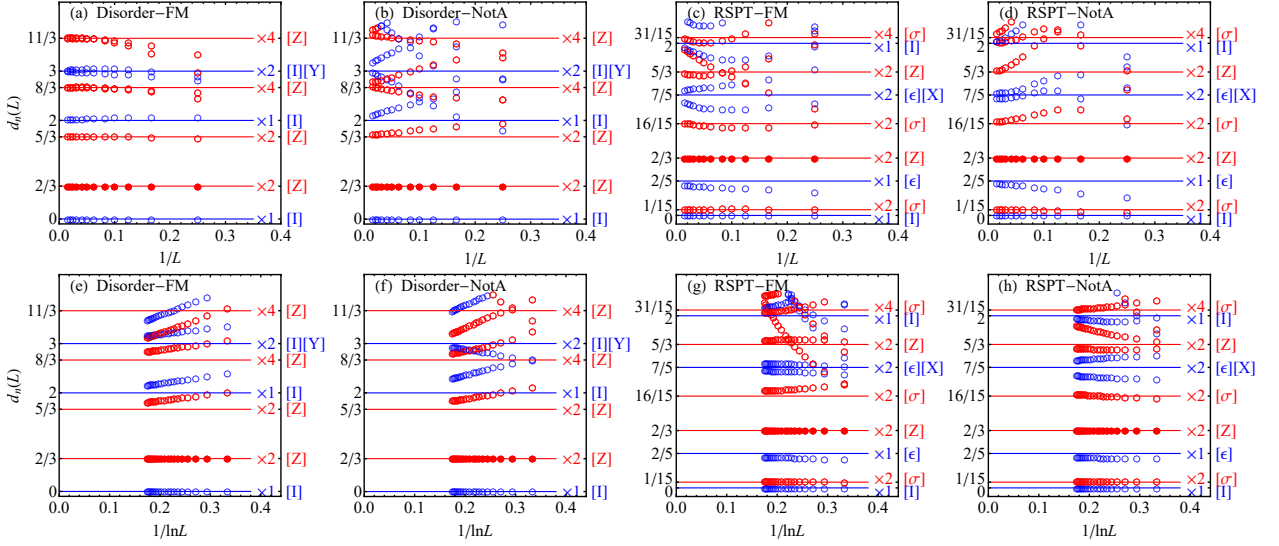 (a) Disorder−FM
11/3
3
8/3
2
5/3
2/3
0
×4 [Z]
×2 [I][Y]
×4 [Z]
×1 [I]
×2 [Z]
×2 [Z]
×1 [I]
0.0 0.1 0.2 0.3 0.4
1/L
dₙ(L)
(b) Disorder−NotA
11/3
3
8/3
2
5/3
2/3
0
×4 [Z]
×2 [I][Y]
×4 [Z]
×1 [I]
×2 [Z]
×2 [Z]
×1 [I]
0.0 0.1 0.2 0.3 0.4
1/L
(c) RSPT−FM
31/15
2
5/3
7/5
16/15
2/3
2/5
1/15
0
×4 [σ]
×1 [I]
×2 [Z]
×2 [ϵ][X]
×2 [σ]
×2 [Z]
×1 [ϵ]
×2 [σ]
×1 [I]
0.0 0.1 0.2 0.3 0.4
1/L
(d) RSPT−NotA
31/15
2
5/3
7/5
16/15
2/3
2/5
1/15
0
×4 [σ]
×1 [I]
×2 [Z]
×2 [ϵ][X]
×2 [σ]
×2 [Z]
×1 [ϵ]
×2 [σ]
×1 [I]
0.0 0.1 0.2 0.3 0.4
1/L
(e) Disorder−FM
11/3
3
8/3
2
5/3
2/3
0
×4 [Z]
×2 [I][Y]
×4 [Z]
×1 [I]
×2 [Z]
×2 [Z]
×1 [I]
0.0 0.1 0.2 0.3 0.4
1/lnL
dₙ(L)
(f) Disorder−NotA
11/3
3
8/3
2
5/3
2/3
0
×4 [Z]
×2 [I][Y]
×4 [Z]
×1 [I]
×2 [Z]
×2 [Z]
×1 [I]
0.0 0.1 0.2 0.3 0.4
1/lnL
(g) RSPT−FM
31/15
2
5/3
7/5
16/15
2/3
2/5
1/15
0
×4 [σ]
×1 [I]
×2 [Z]
×2 [ϵ][X]
×2 [σ]
×2 [Z]
×1 [ϵ]
×2 [σ]
×1 [I]
0.0 0.1 0.2 0.3 0.4
1/lnL
(h) RSPT−NotA
31/15
2
5/3
7/5
16/15
2/3
2/5
1/15
0
×4 [σ]
×1 [I]
×2 [Z]
×2 [ϵ][X]
×2 [σ]
×2 [Z]
×1 [ϵ]
×2 [σ]
×1 [I]
0.0 0.1 0.2 0.3 0.4
1/lnL